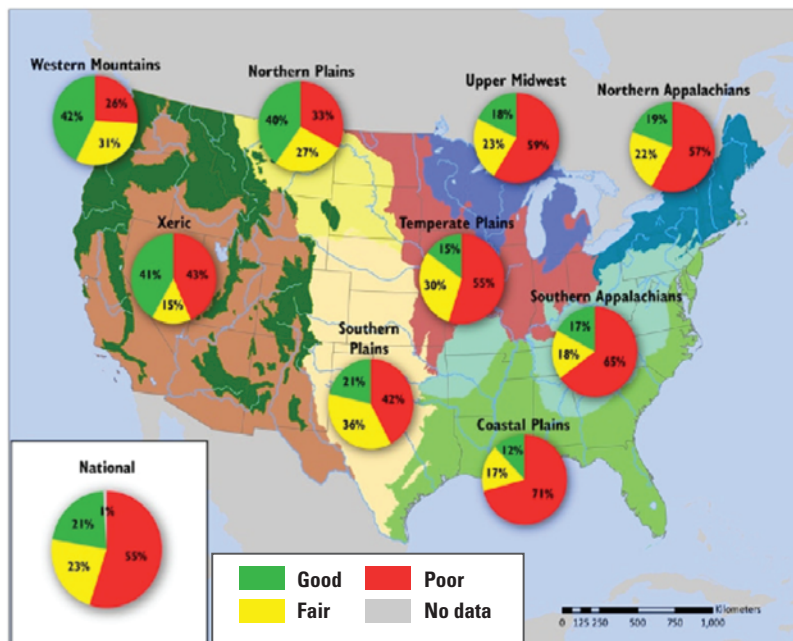 Western Mountains
42%
26%
31%
Northern Plains
40%
33%
27%
Upper Midwest
18%
23%
59%
Northern Appalachians
19%
22%
57%
Xeric
41%
43%
15%
Temperate Plains
15%
30%
55%
Southern Appalachians
17%
18%
65%
Southern
Plains
21%
42%
36%
Coastal Plains
12%
17%
71%
National
1%
21%
23%
55%
Good
Poor
Fair
No data
Kilometers
0 125 250 500 750 1,000